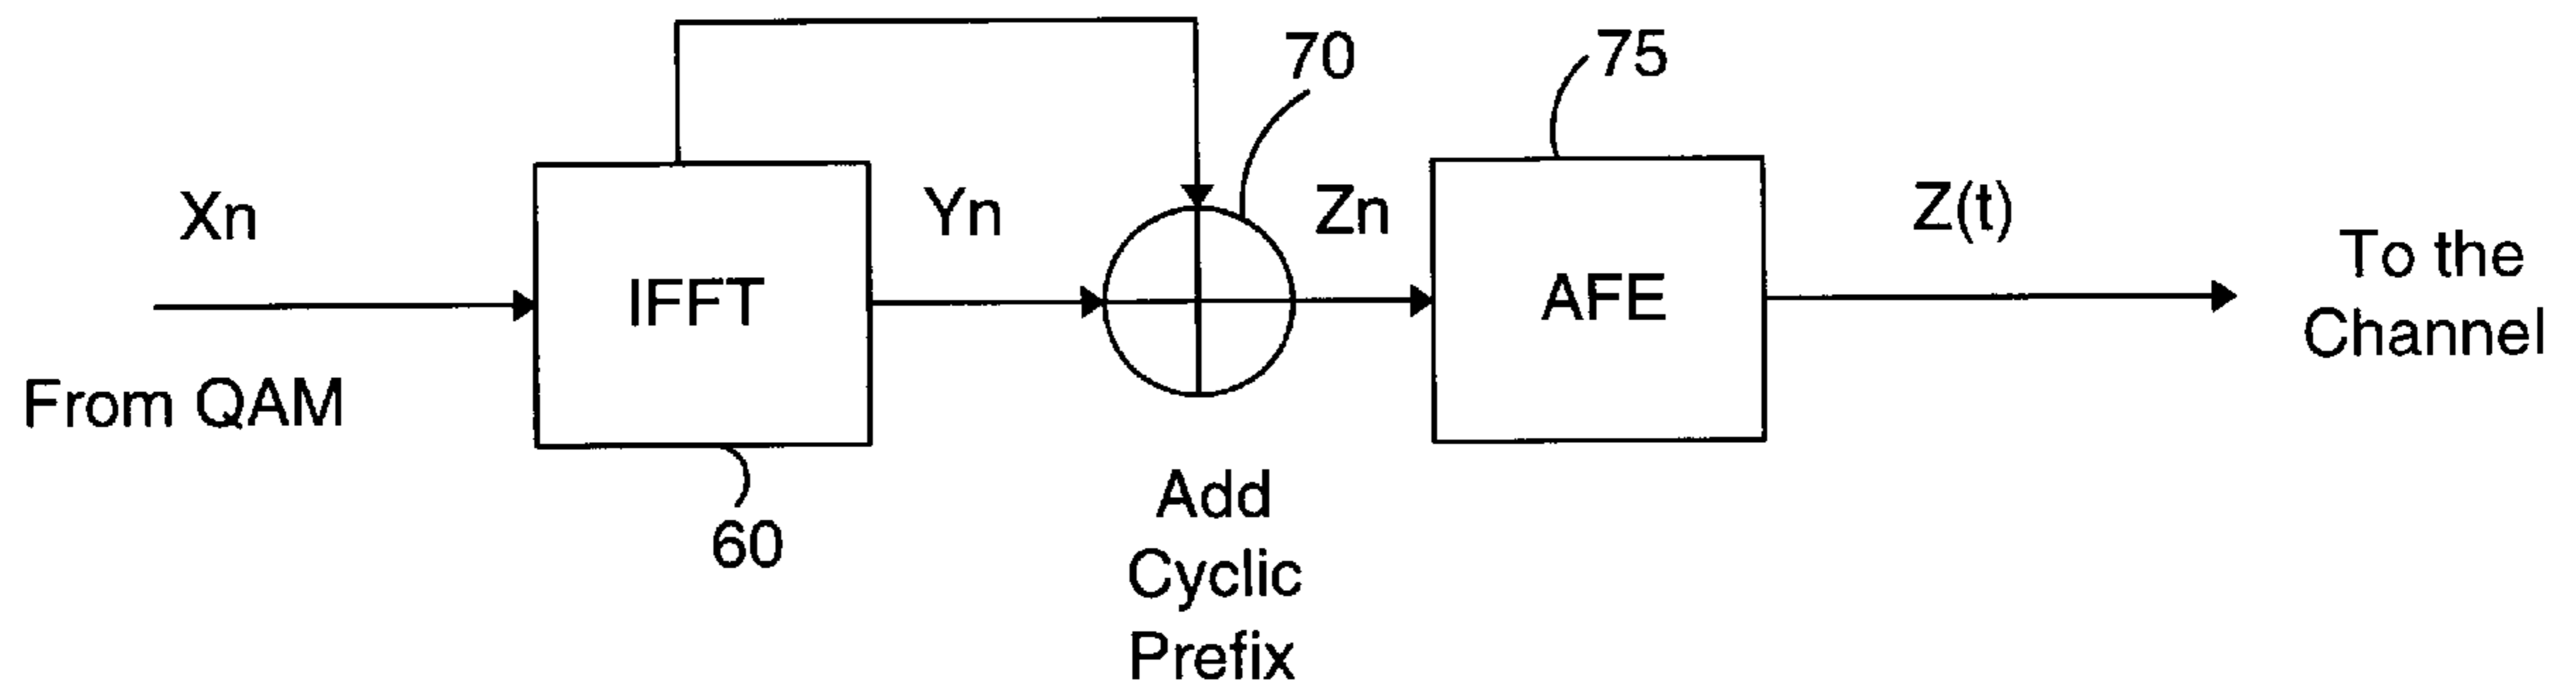 70
75
Xn
Yn
Zn
Z(t)
IFFT
AFE
To the
Channel
From QAM
60
Add
Cyclic
Prefix